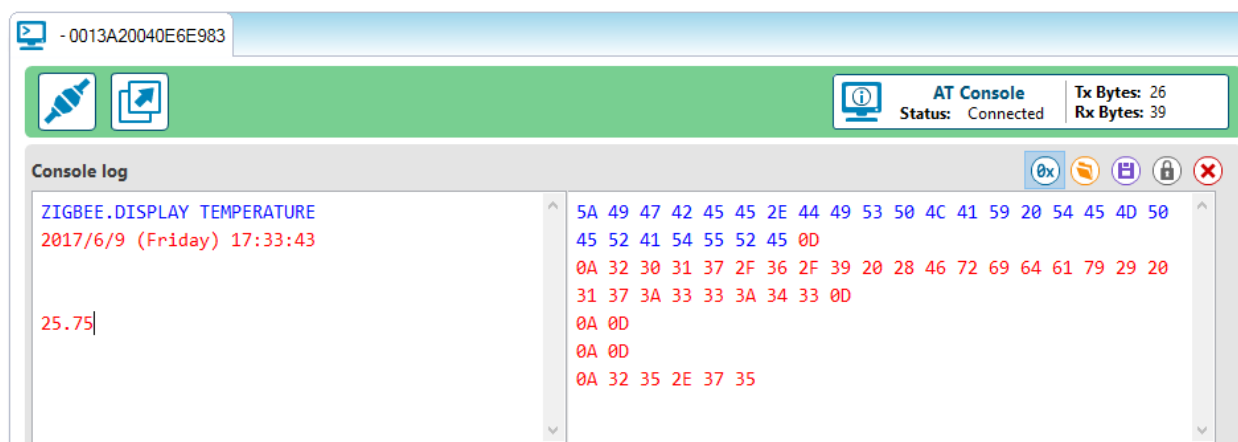 - 0013A20040E6E983
AT Console
Status: Connected
Tx Bytes: 26
Rx Bytes: 39
Console log
0x
ZIGBEE.DISPLAY TEMPERATURE
2017/6/9 (Friday) 17:33:43
25.75
5A 49 47 42 45 45 2E 44 49 53 50 4C 41 59 20 54 45 4D 50
45 52 41 54 55 52 45 0D
0A 32 30 31 37 2F 36 2F 39 20 28 46 72 69 64 61 79 29 20
31 37 3A 33 33 3A 34 33 0D
0A 0D
0A 0D
0A 32 35 2E 37 35